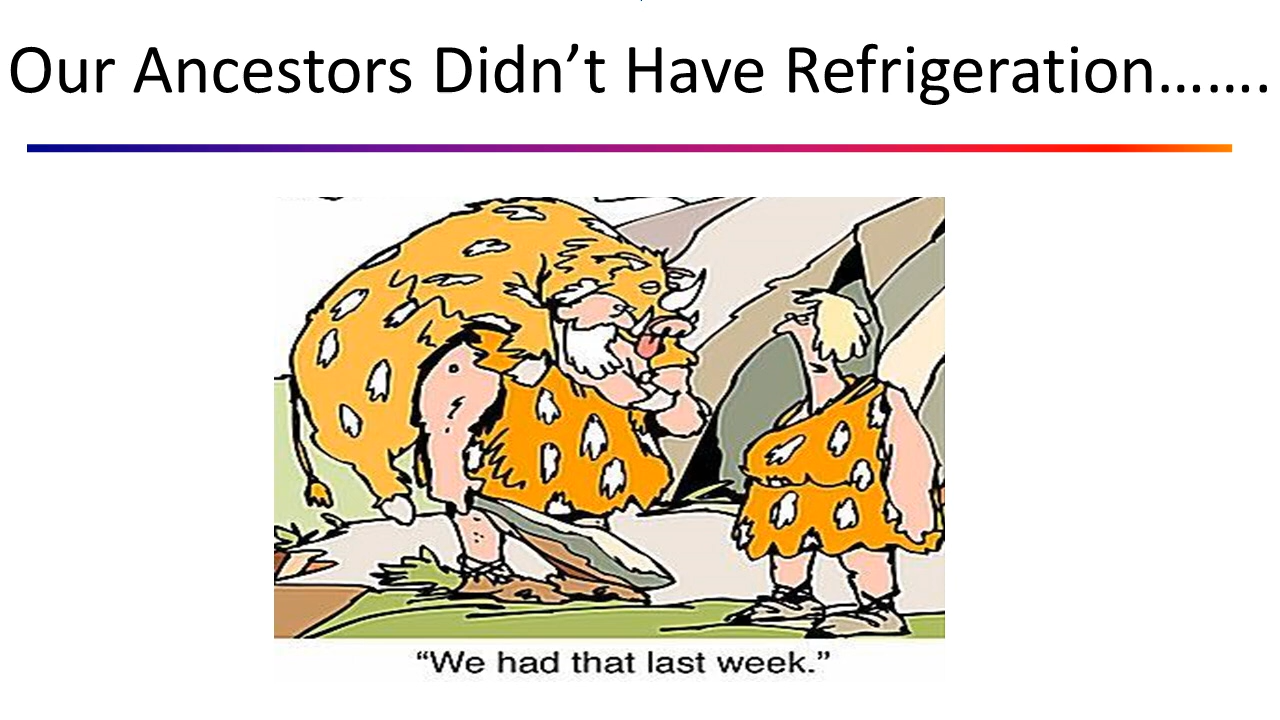 Our Ancestors Didn’t Have Refrigeration…….
“We had that last week.”